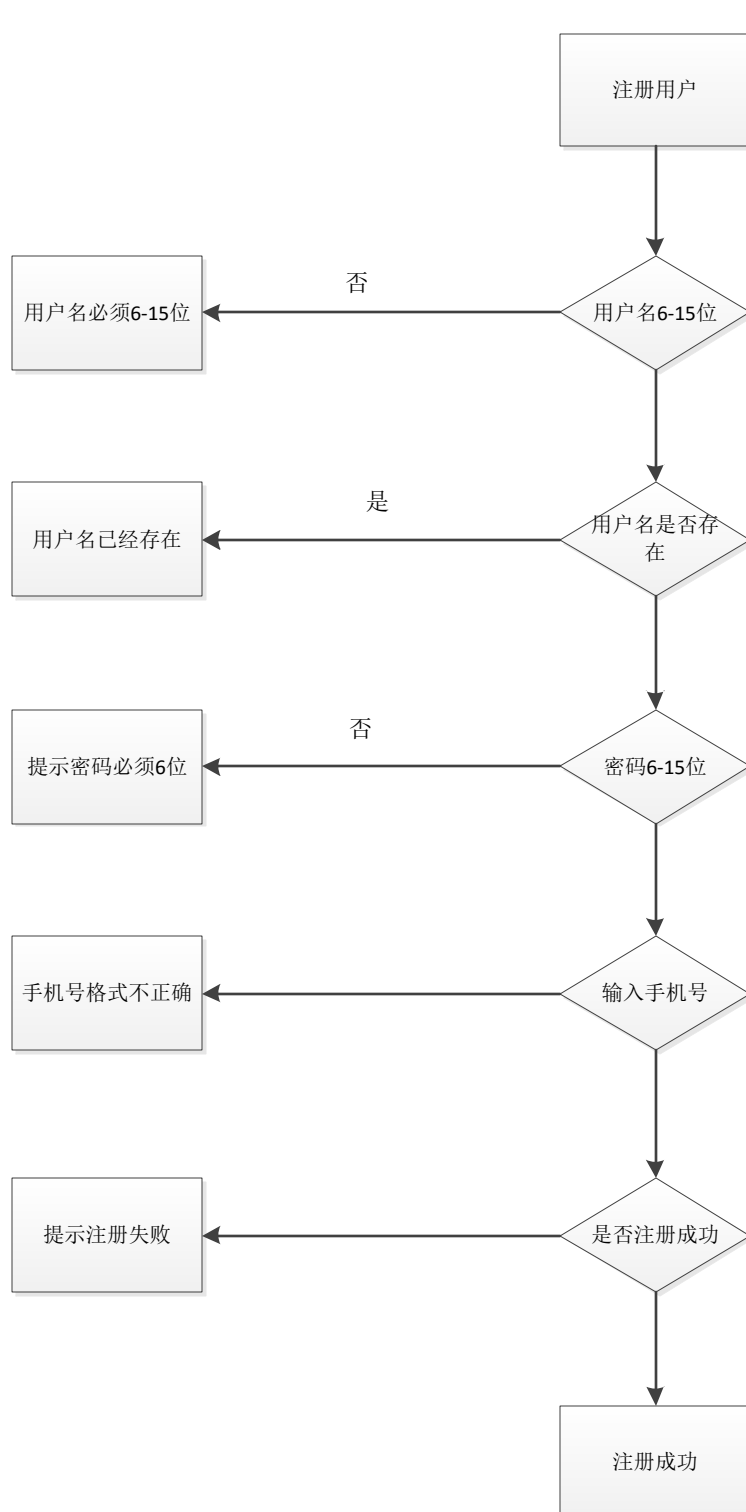 注册用户
否
用户名必须6-15位
用户名6-15位
是
用户名已经存在
用户名是否存
在
否
提示密码必须6位
密码6-15位
手机号格式不正确
输入手机号
提示注册失败
是否注册成功
注册成功